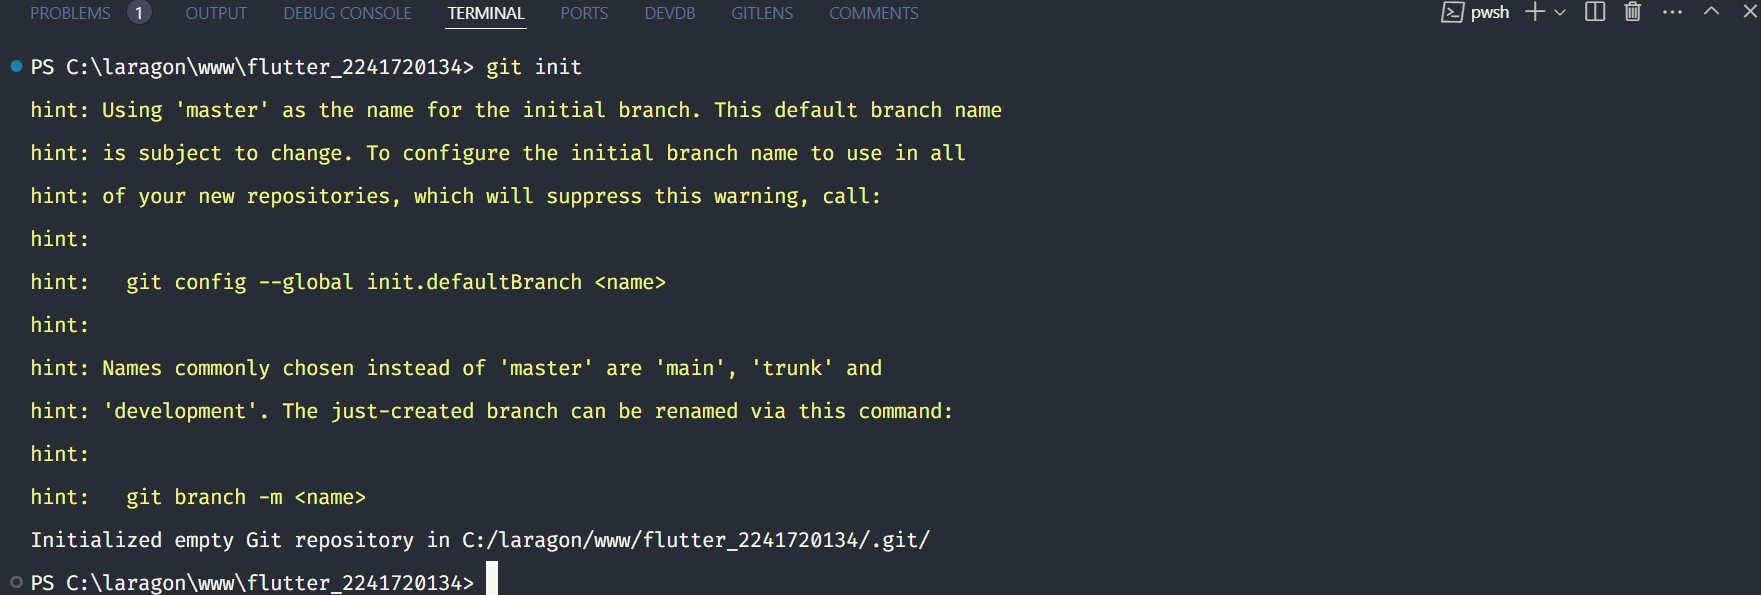 PROBLEMS 1 OUTPUT DEBUG CONSOLE TERMINAL PORTS DEVDB GITLENS COMMENTS pwsh
PS C:\laragon\www\flutter_2241720134> git init
hint: Using 'master' as the name for the initial branch. This default branch name
hint: is subject to change. To configure the initial branch name to use in all
hint: of your new repositories, which will suppress this warning, call:
hint:
hint:   git config --global init.defaultBranch <name>
hint:
hint: Names commonly chosen instead of 'master' are 'main', 'trunk' and
hint: 'development'. The just-created branch can be renamed via this command:
hint:
hint:   git branch -m <name>
Initialized empty Git repository in C:/laragon/www/flutter_2241720134/.git/
PS C:\laragon\www\flutter_2241720134>